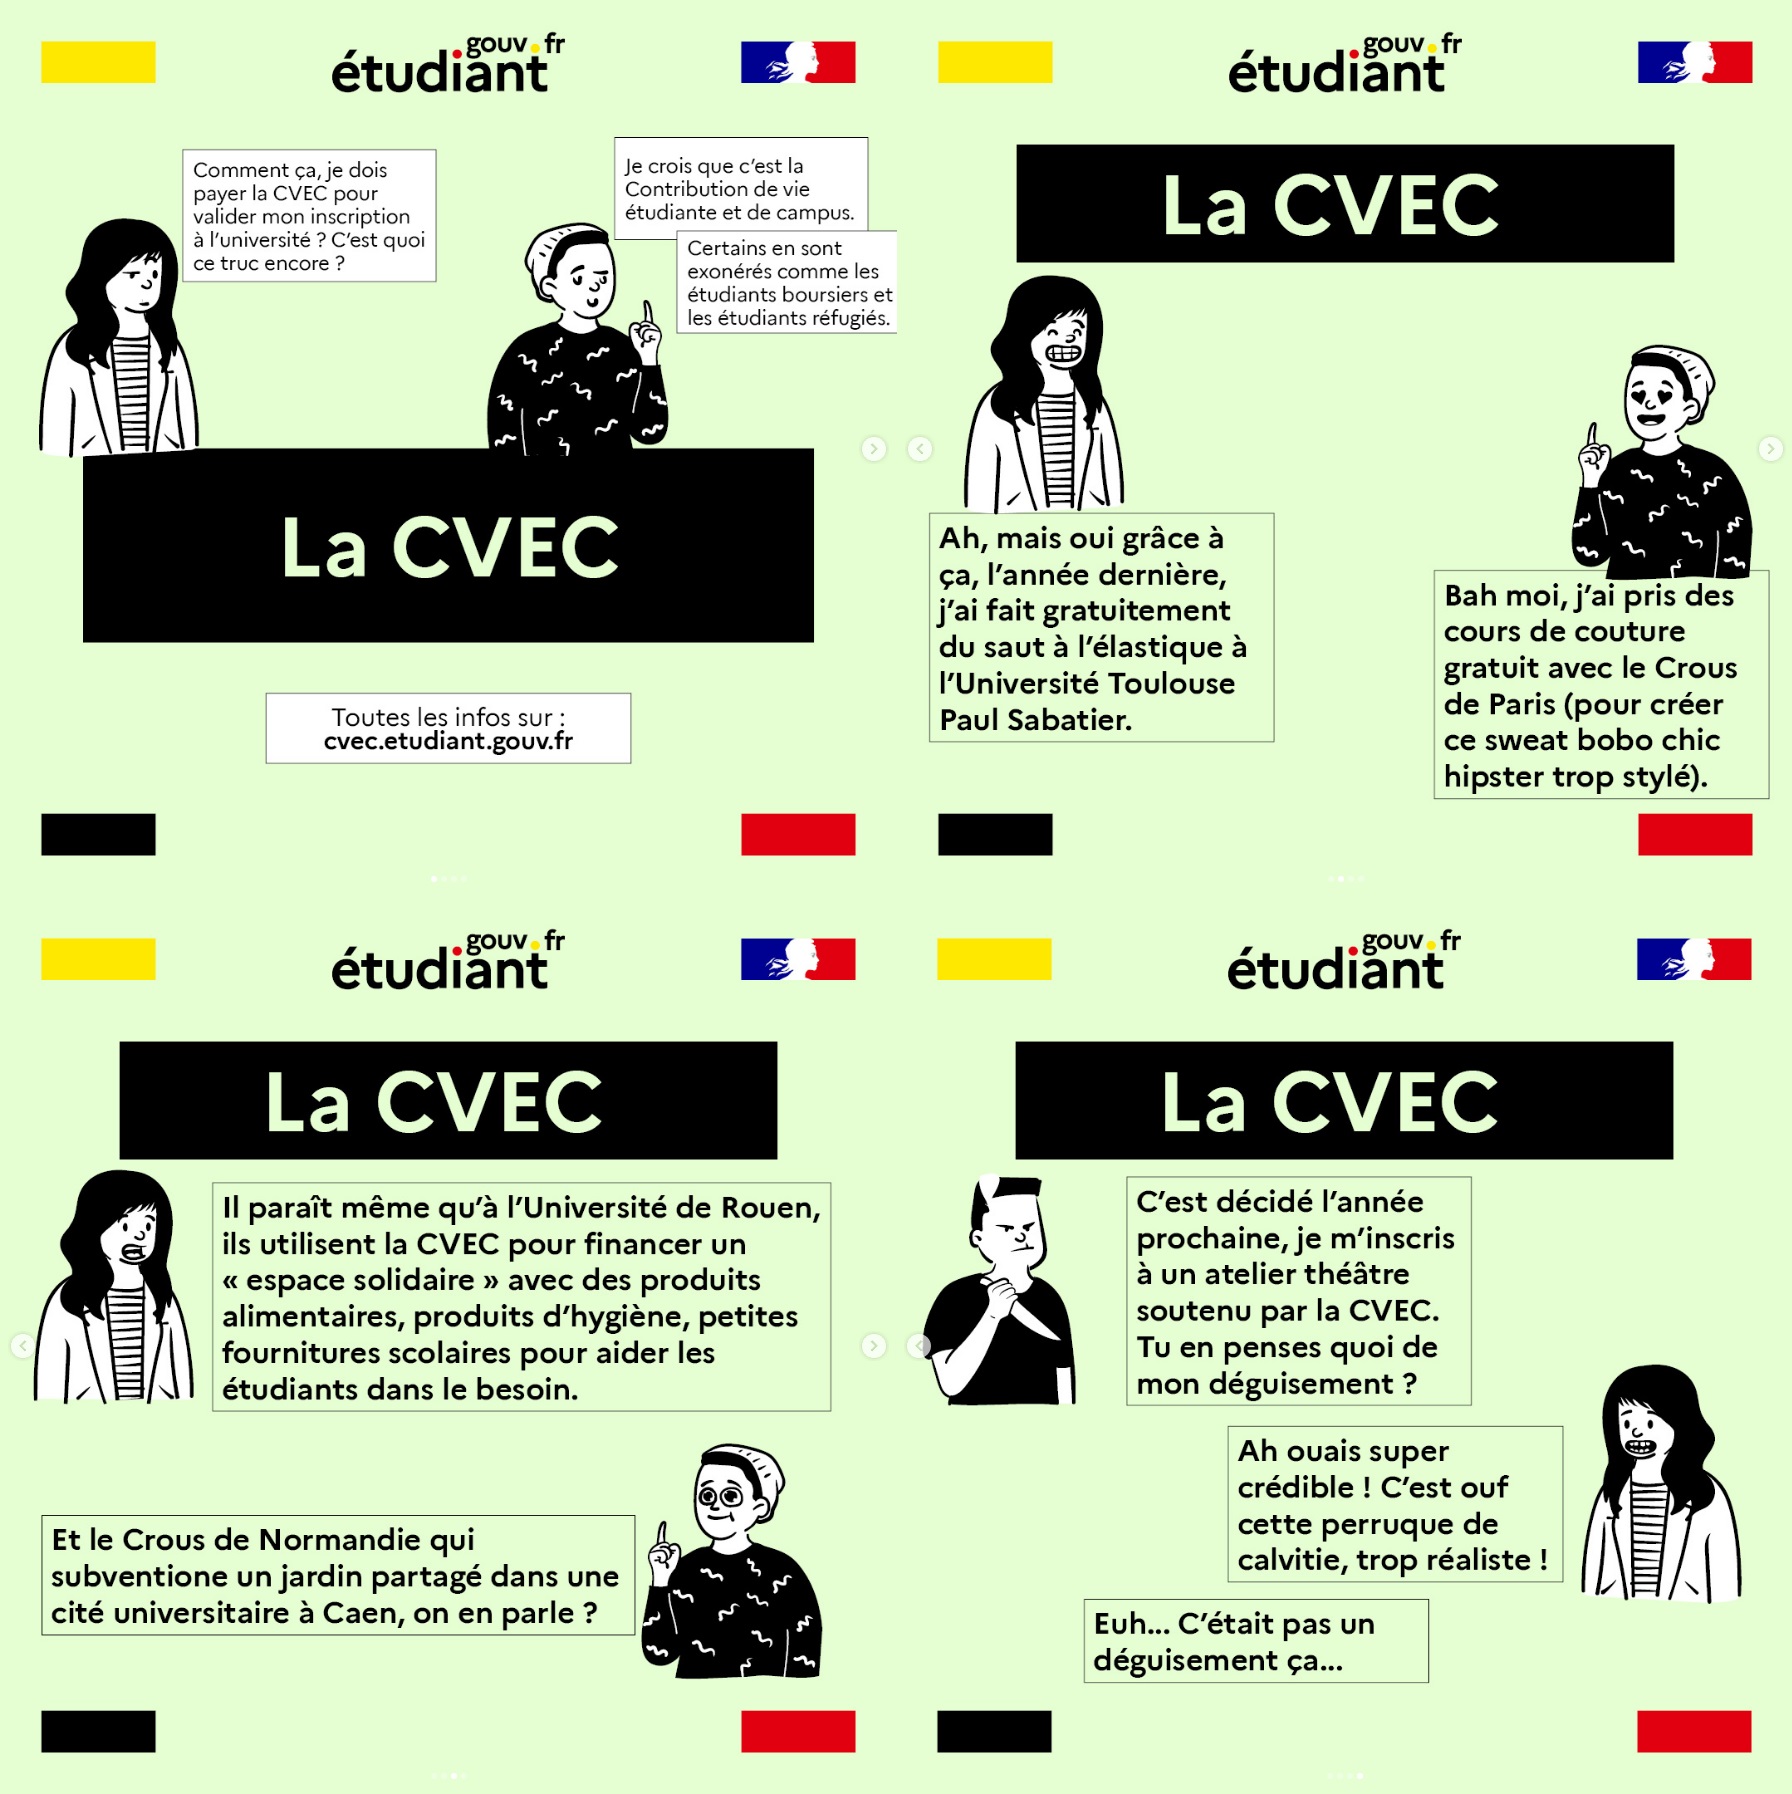 gouv.fr
étudiant
Comment ça, je dois
payer la CVEC pour
valider mon inscription
à l'université ? C'est quoi
ce truc encore ?
Je crois que c'est la
Contribution de vie
étudiante et de campus.
Certains en sont
exonérés comme les
étudiants boursiers et
les étudiants réfugiés.
La CVEC
Toutes les infos sur :
cvec.etudiant.gouv.fr
gouv.fr
étudiant
La CVEC
Ah, mais oui grâce à
ça, l'année dernière,
j'ai fait gratuitement
du saut à l'élastique à
l'Université Toulouse
Paul Sabatier.
Bah moi, j'ai pris des
cours de couture
gratuit avec le Crous
de Paris (pour créer
ce sweat bobo chic
hipster trop stylé).
gouv.fr
étudiant
La CVEC
Il paraît même qu'à l'Université de Rouen,
ils utilisent la CVEC pour financer un
« espace solidaire » avec des produits
alimentaires, produits d'hygiène, petites
fournitures scolaires pour aider les
étudiants dans le besoin.
Et le Crous de Normandie qui
subventione un jardin partagé dans une
cité universitaire à Caen, on en parle ?
gouv.fr
étudiant
La CVEC
C'est décidé l'année
prochaine, je m'inscris
à un atelier théâtre
soutenu par la CVEC.
Tu en penses quoi de
mon déguisement ?
Ah ouais super
crédible ! C'est ouf
cette perruque de
calvitie, trop réaliste !
Euh... C'était pas un
déguisement ça...